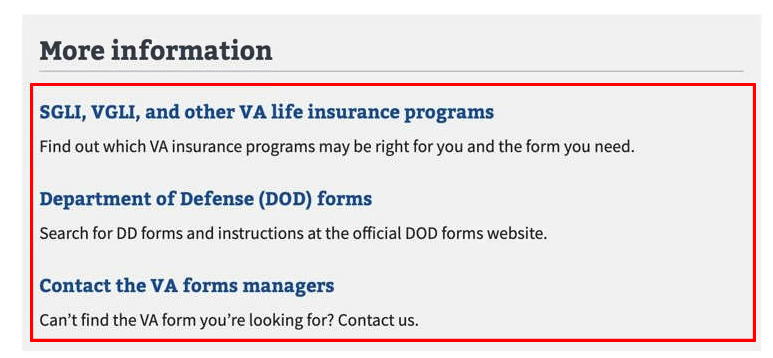 More information
SGLI, VGLI, and other VA life insurance programs
Find out which VA insurance programs may be right for you and the form you need.
Department of Defense (DOD) forms
Search for DD forms and instructions at the official DOD forms website.
Contact the VA forms managers
Can’t find the VA form you’re looking for? Contact us.